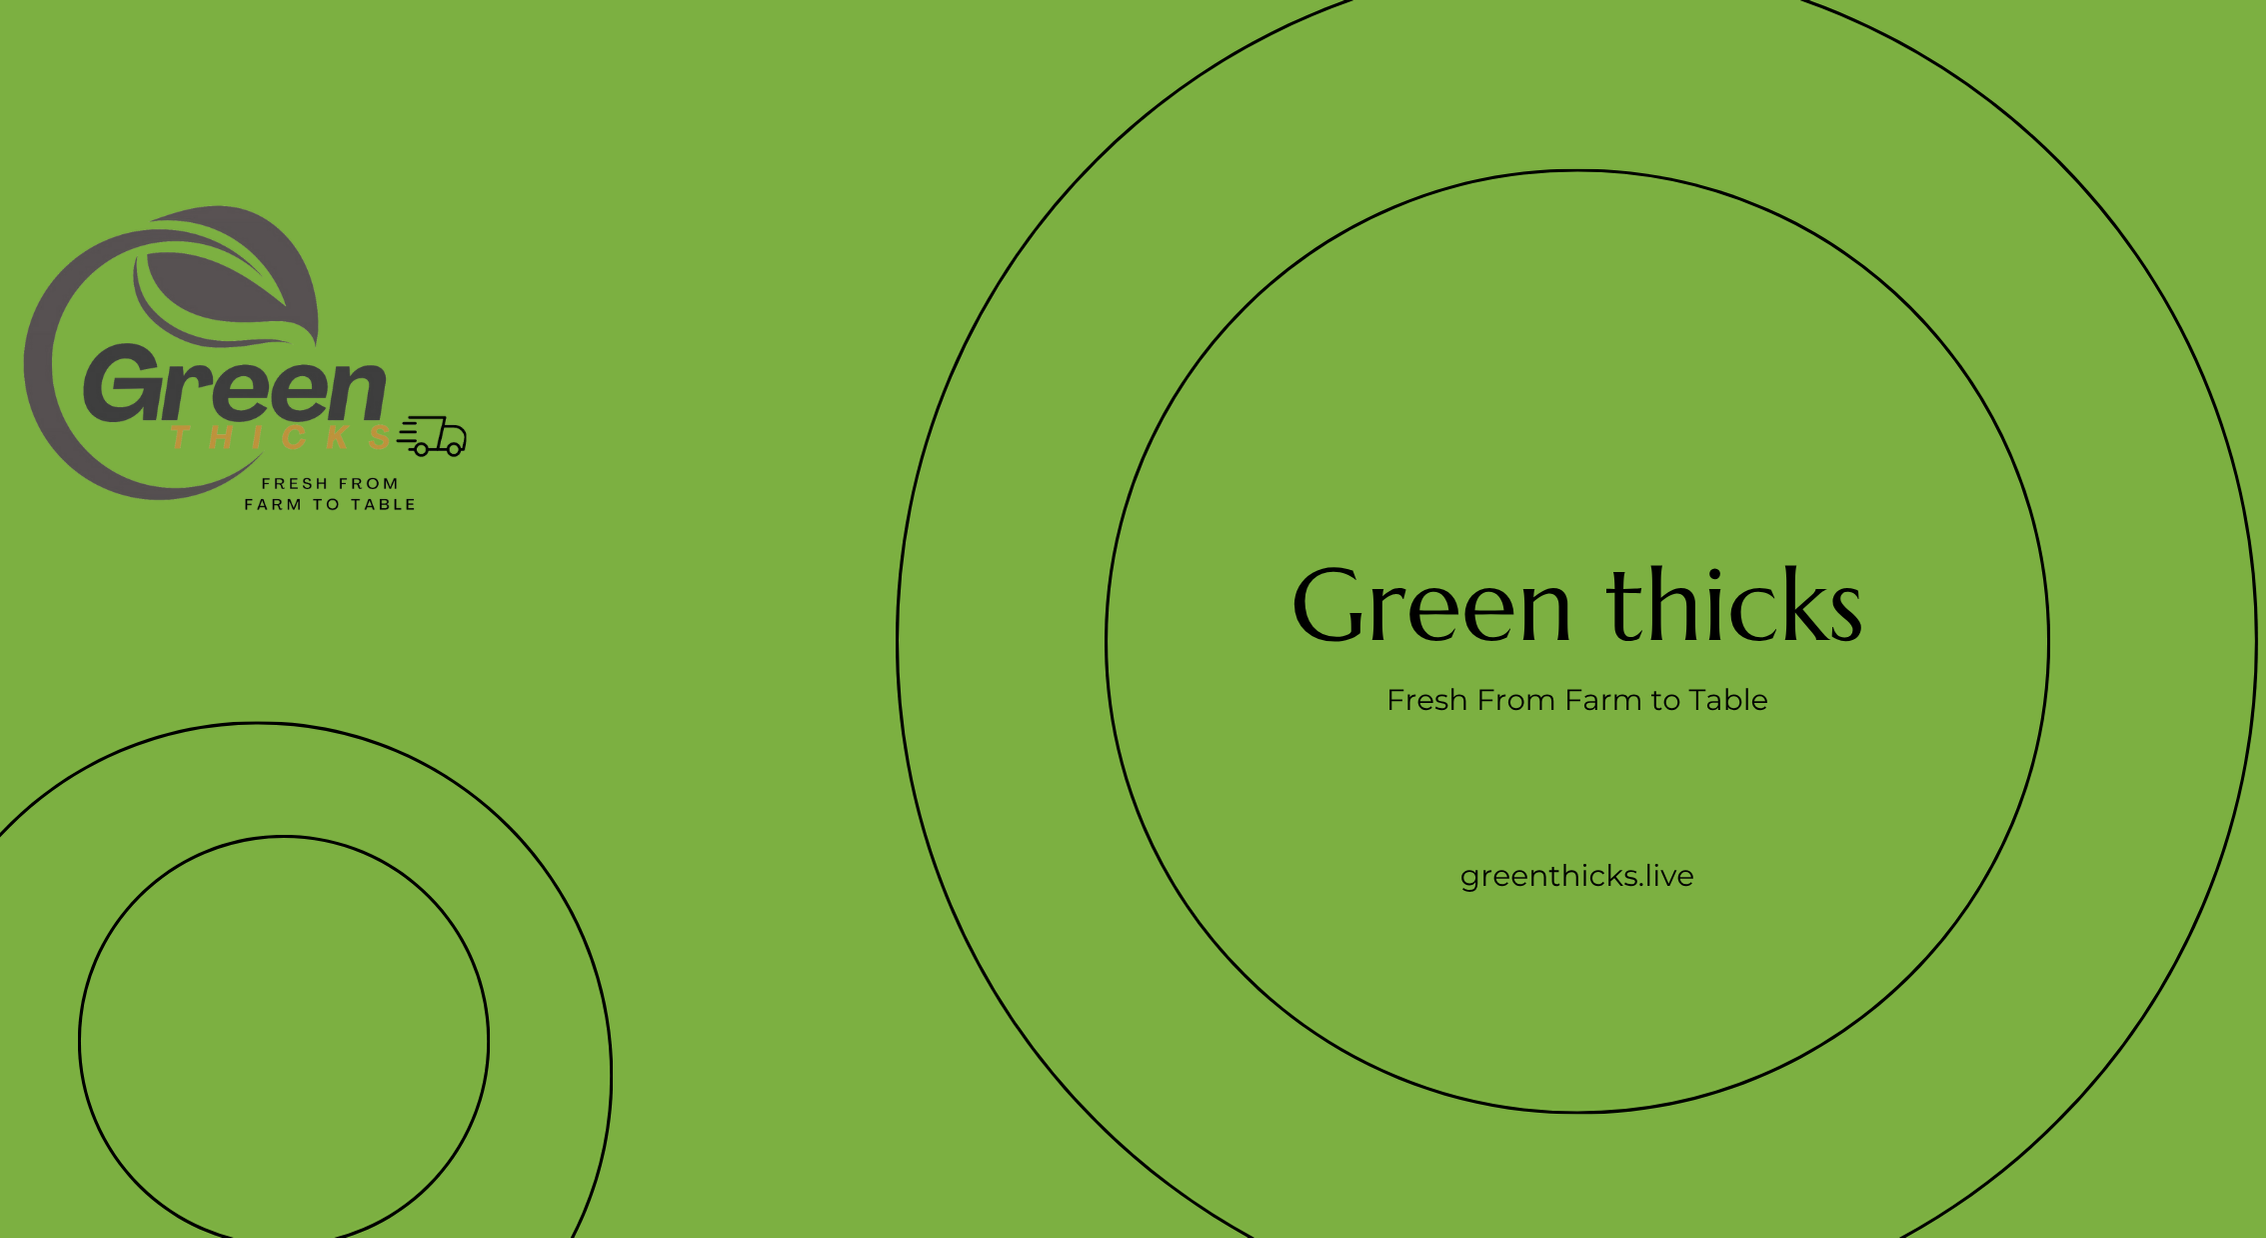 Green
THICKS
FRESH FROM
FARM TO TABLE
Green thicks
Fresh From Farm to Table
greenthicks.live